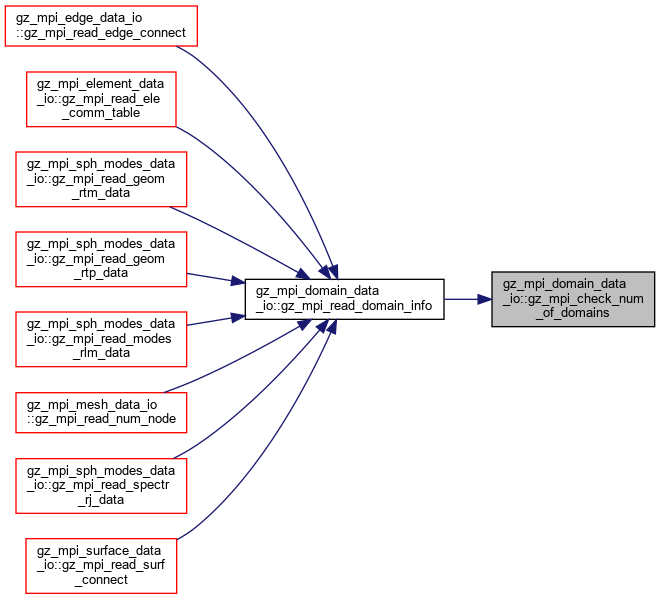 gz_mpi_edge_data_io
::gz_mpi_read_edge_connect
gz_mpi_element_data
_io::gz_mpi_read_ele
_comm_table
gz_mpi_sph_modes_data
_io::gz_mpi_read_geom
_rtm_data
gz_mpi_sph_modes_data
_io::gz_mpi_read_geom
_rtp_data
gz_mpi_sph_modes_data
_io::gz_mpi_read_modes
_rlm_data
gz_mpi_mesh_data_io
::gz_mpi_read_num_node
gz_mpi_sph_modes_data
_io::gz_mpi_read_spectr
_rj_data
gz_mpi_surface_data
_io::gz_mpi_read_surf
_connect
gz_mpi_domain_data
_io::gz_mpi_read_domain_info
gz_mpi_domain_data
_io::gz_mpi_check_num
_of_domains